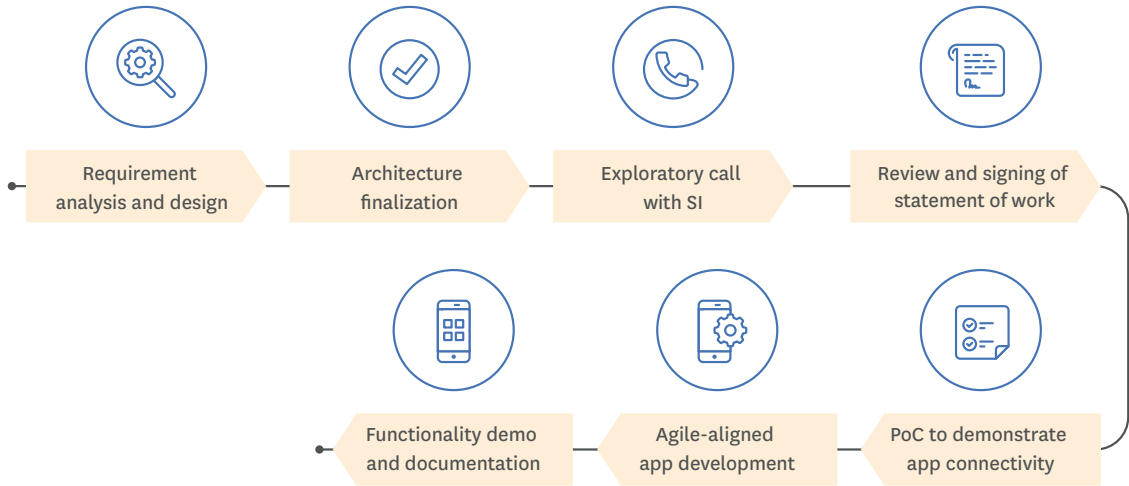 Requirement
analysis and design
Architecture
finalization
Exploratory call
with SI
Review and signing of
statement of work
PoC to demonstrate
app connectivity
Agile-aligned
app development
Functionality demo
and documentation